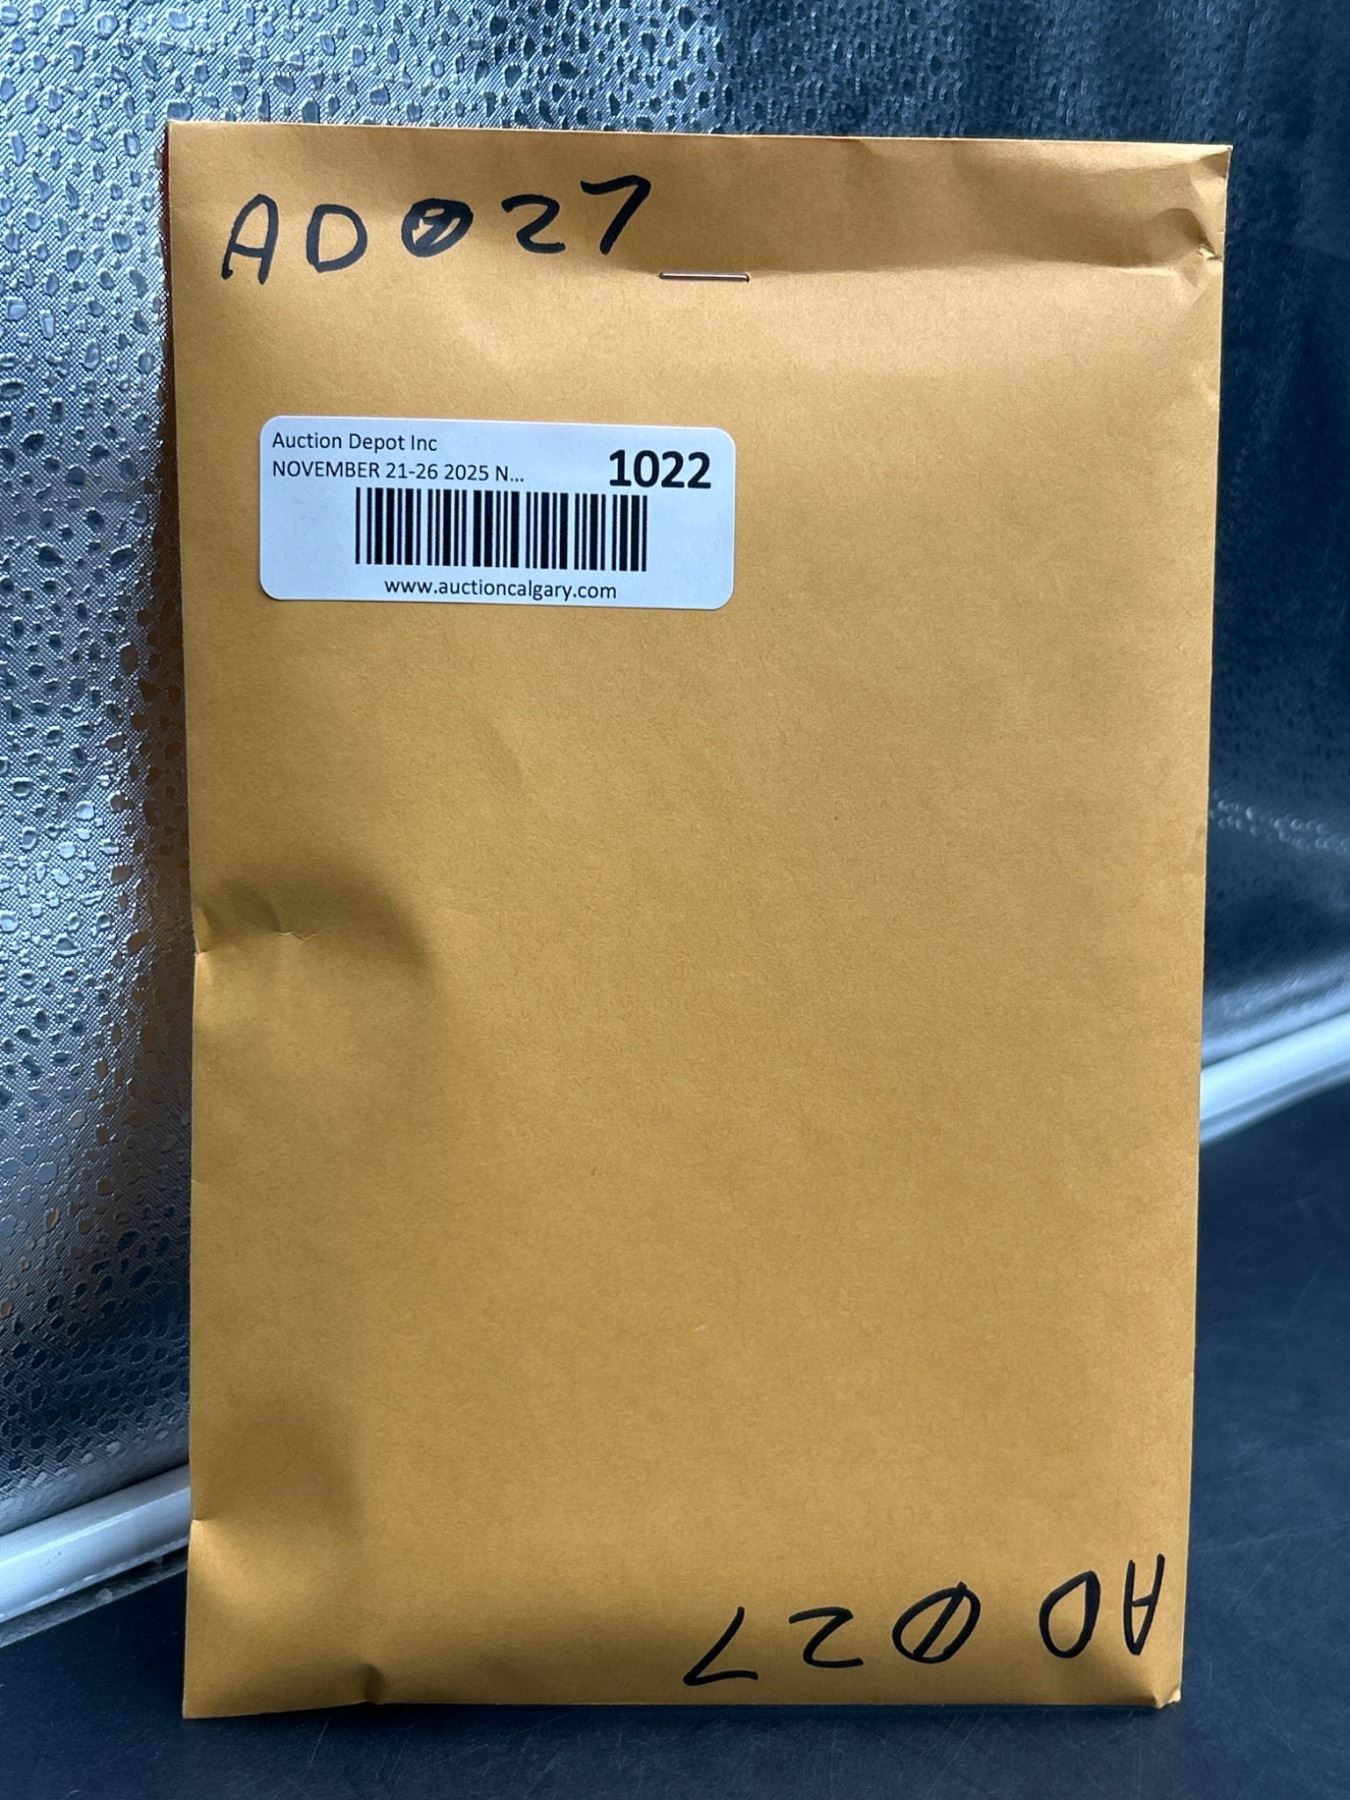 AD027
Auction Depot Inc
NOVEMBER 21-26 2025 N...
1022
www.auctioncalgary.com
AD027